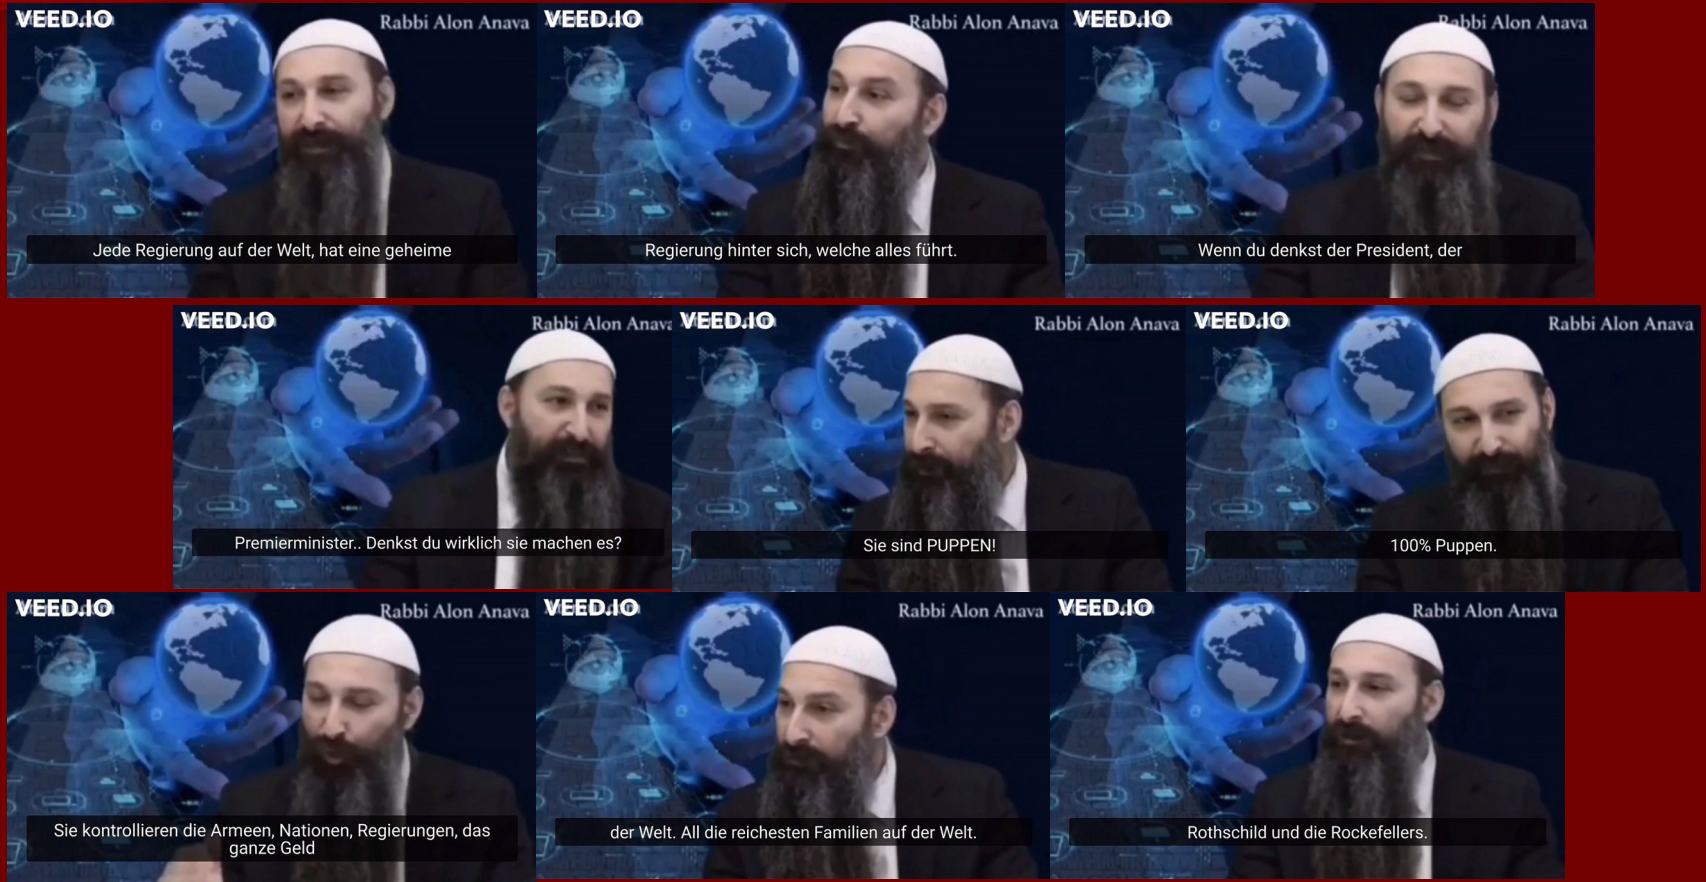 VEED.IO
Rabbi Alon Anava
VEED.IO
Rabbi Alon Anava
VEED.IO
Rabbi Alon Anava
Jede Regierung auf der Welt, hat eine geheime
Regierung hinter sich, welche alles führt.
Wenn du denkst der President, der
VEED.IO
Rabbi Alon Anava
VEED.IO
Rabbi Alon Anava
VEED.IO
Rabbi Alon Anava
Premierminister.. Denkst du wirklich sie machen es?
Sie sind PUPPEN!
100% Puppen.
VEED.IO
Rabbi Alon Anava
VEED.IO
Rabbi Alon Anava
VEED.IO
Rabbi Alon Anava
Sie kontrollieren die Armeen, Nationen, Regierungen, das
ganze Geld
der Welt. All die reichesten Familien auf der Welt.
Rothschild und die Rockefellers.